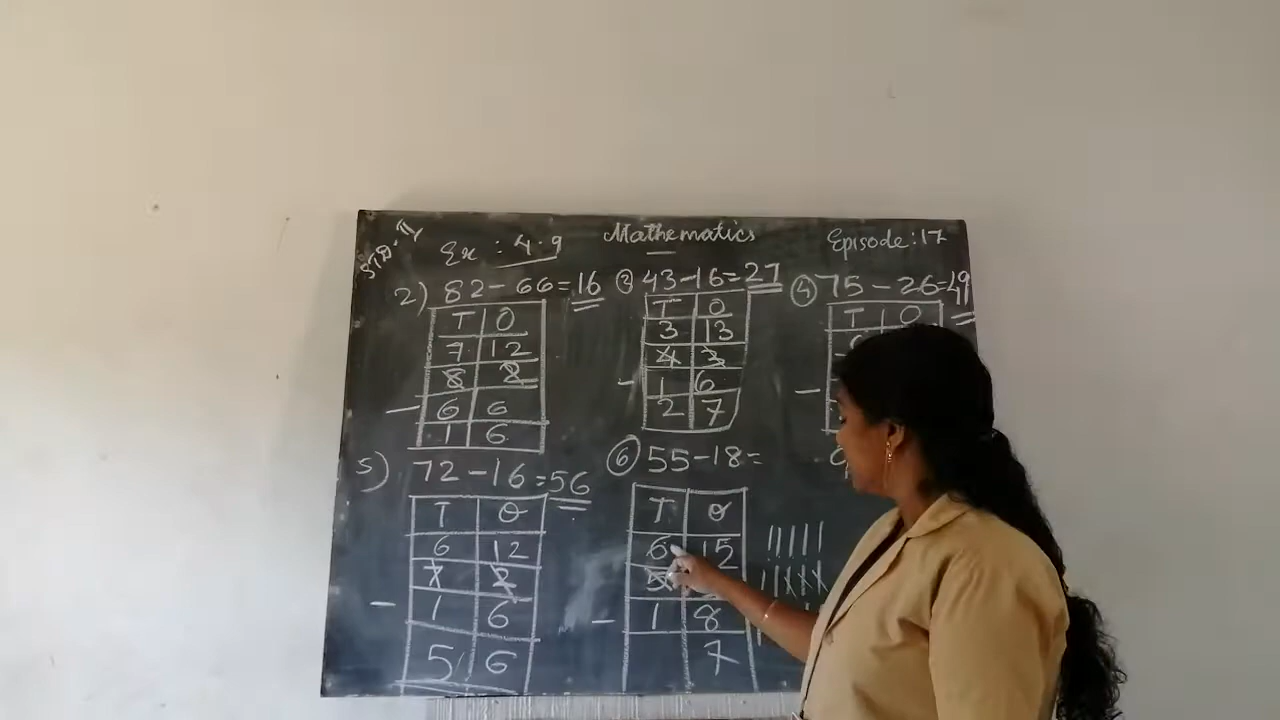 STD: II
Ex : 4.9
Mathematics
Episode: 17
2) 82 - 66 = 16
T O
7 12
8 2
- 6 6
1 6
③ 43 - 16 = 27
T O
3 13
4 3
- 1 6
2 7
④ 75 - 26 = 49
T O
-
5) 72 - 16 = 56
T O
6 12
7 2
- 1 6
5 6
⑥ 55 - 18 =
T O
6 15
5
- 1 8
7